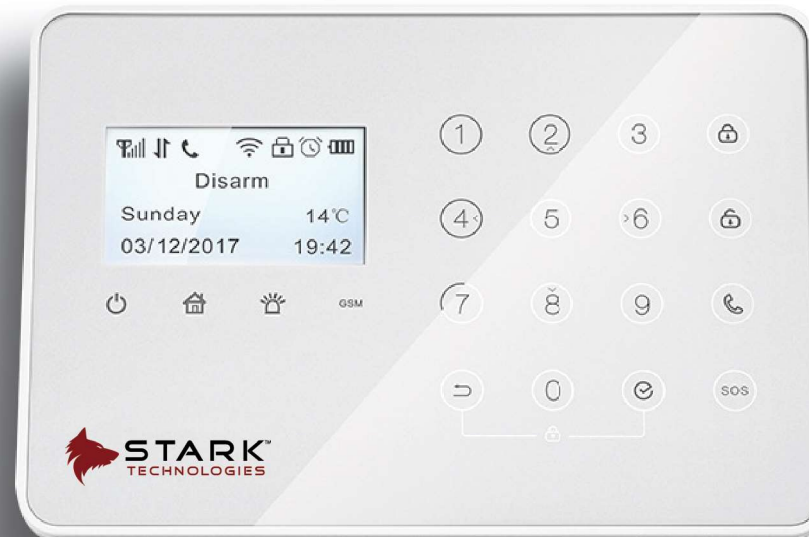 Disarm
Sunday 14℃
03/12/2017 19:42
GSM
1 2 3
4 5 6
7 8 9
0 SOS
STARK™
TECHNOLOGIES